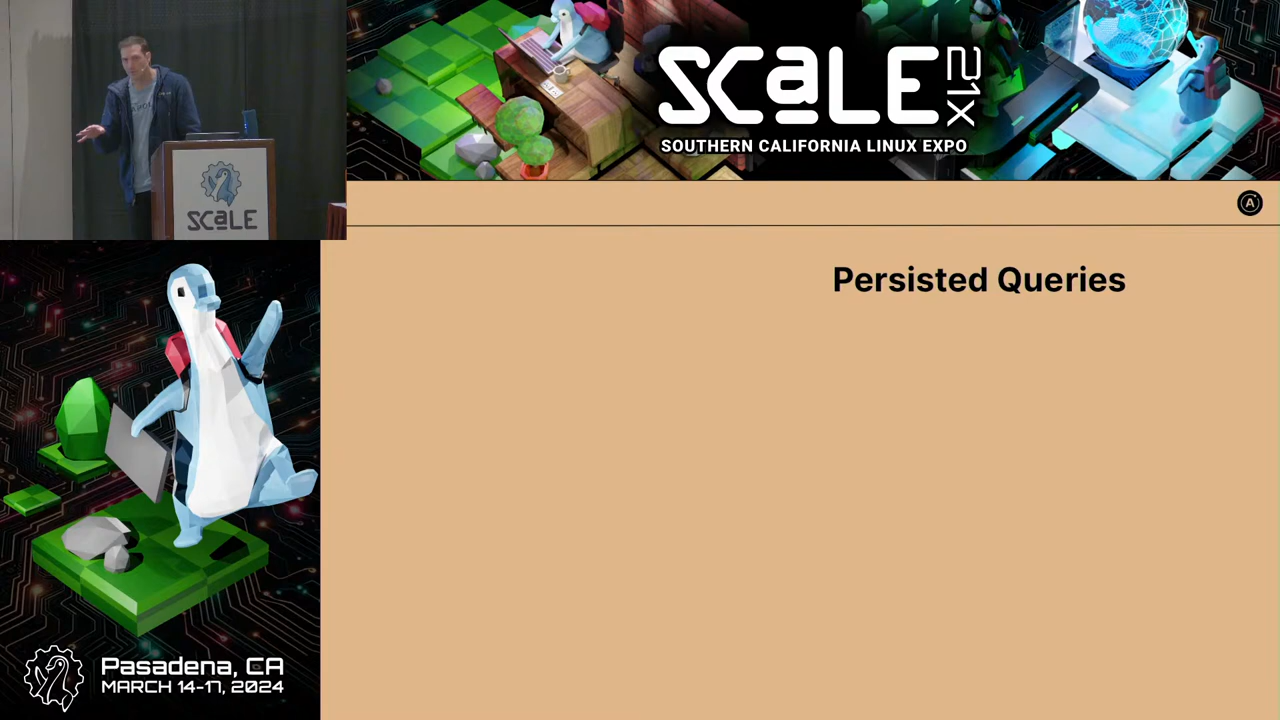 SCaLE 21X
SOUTHERN CALIFORNIA LINUX EXPO
A
Persisted Queries
SCaLE
Pasadena, CA
MARCH 14-17, 2024